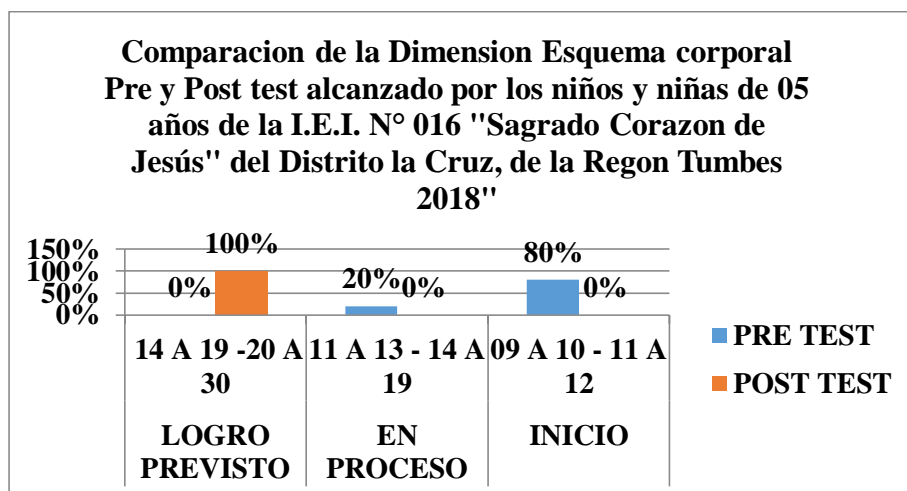 Comparacion de la Dimension Esquema corporal
Pre y Post test alcanzado por los niños y niñas de 05
años de la I.E.I. N° 016 "Sagrado Corazon de
Jesús" del Distrito la Cruz, de la Regon Tumbes
2018"
150%
100%
50%
0%
0%
100%
20%
0%
80%
0%
14 A 19 -20 A
30
11 A 13 - 14 A
19
09 A 10 - 11 A
12
LOGRO
PREVISTO
EN
PROCESO
INICIO
PRE TEST
POST TEST